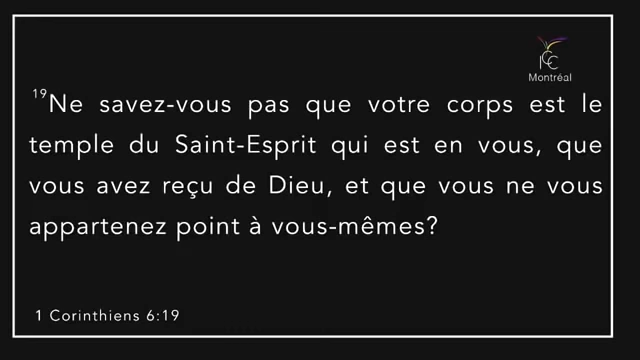 ICC
Montréal
19Ne savez-vous pas que votre corps est le
temple du Saint-Esprit qui est en vous, que
vous avez reçu de Dieu, et que vous ne vous
appartenez point à vous-mêmes?
1 Corinthiens 6:19